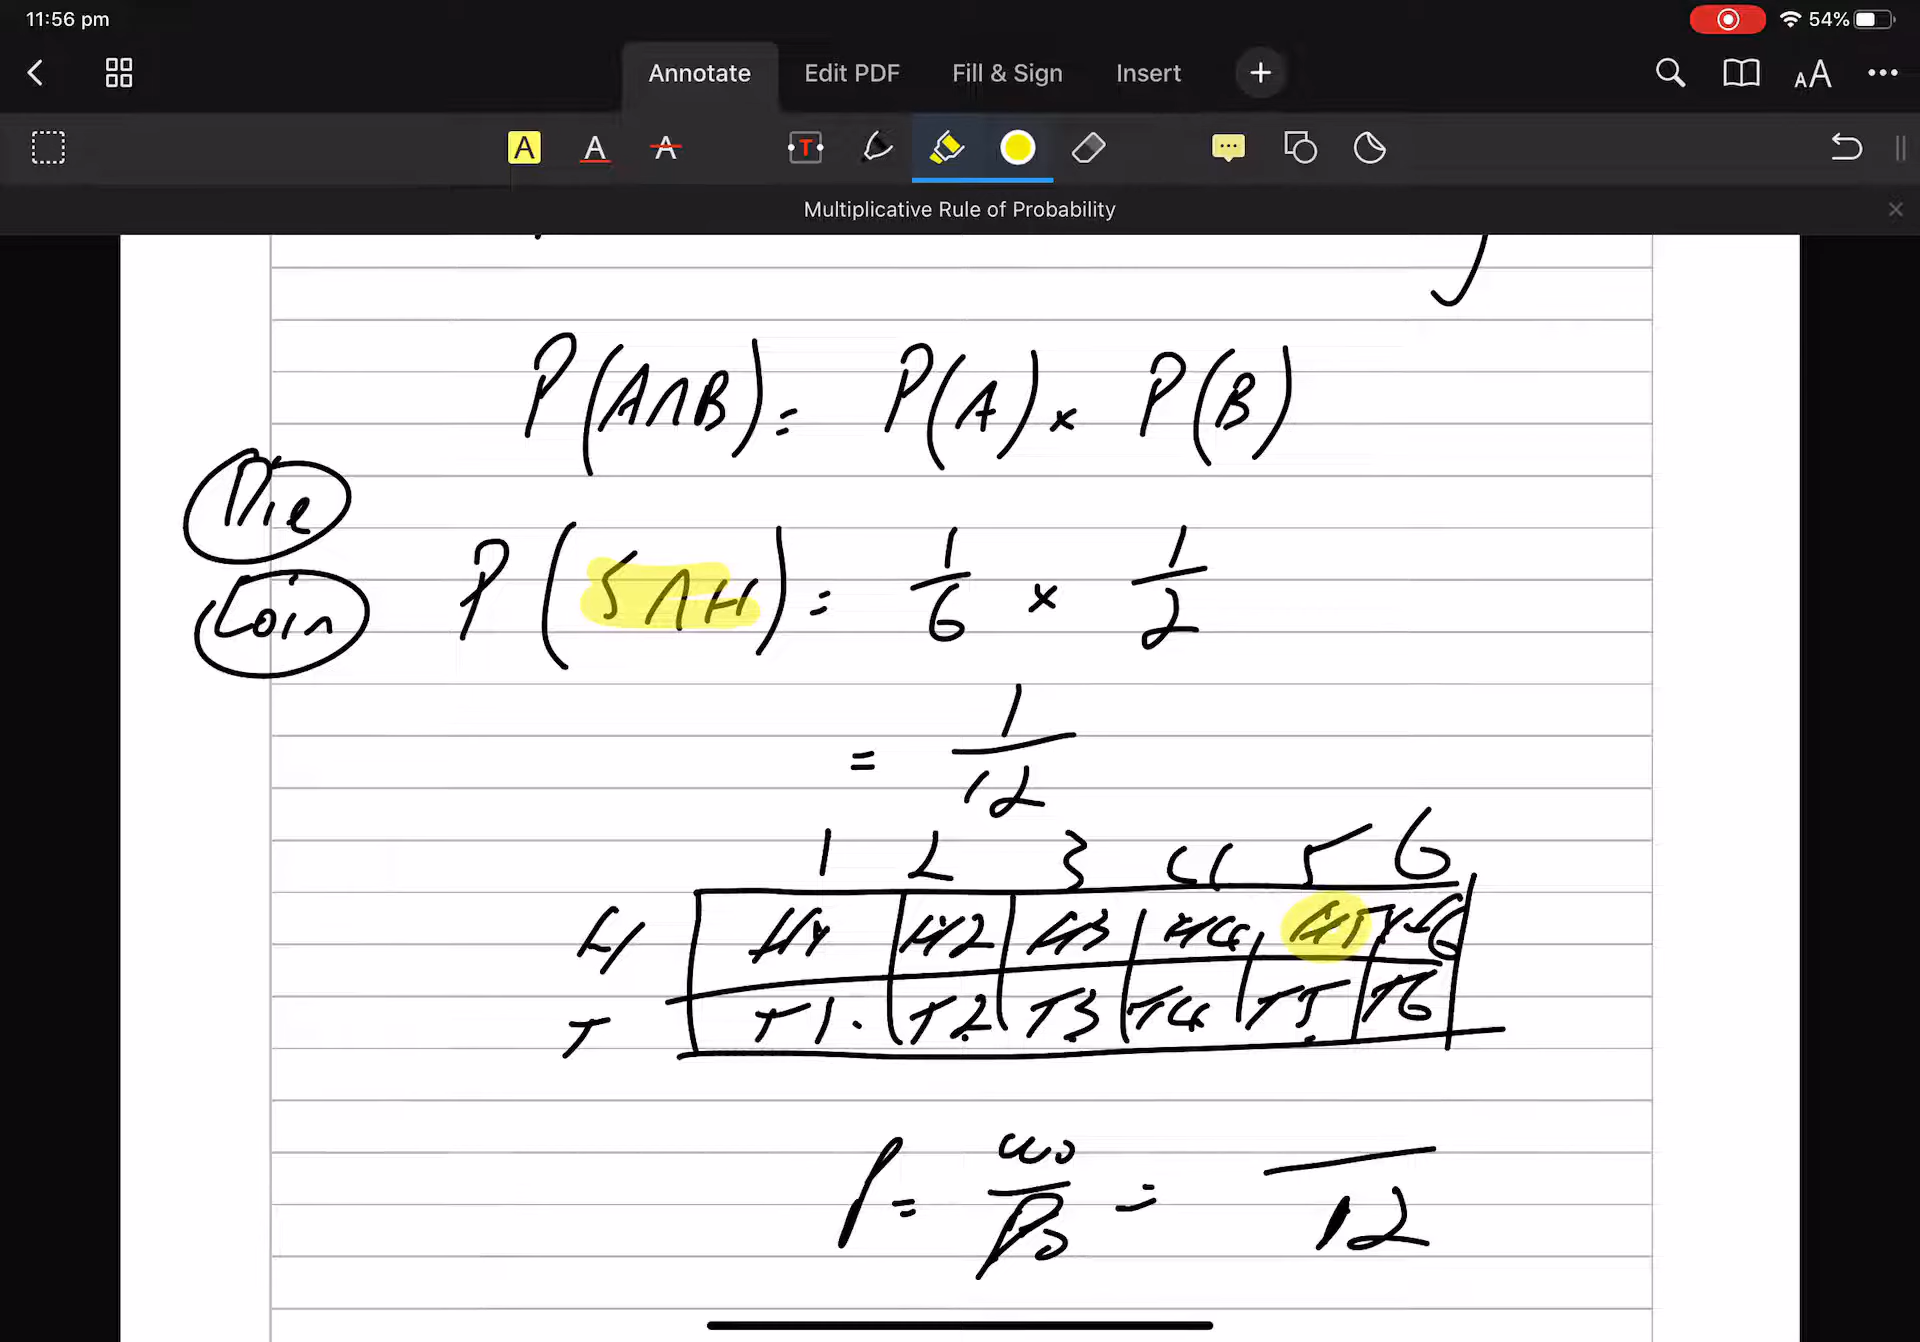 11:56 pm 54%
Annotate Edit PDF Fill & Sign Insert
A A A T AA
Multiplicative Rule of Probability
P(A∩B) = P(A) × P(B)
Die
Coin P(5∩H) = 1/6 × 1/2
= 1/12
1 2 3 4 5 6
H H1 H2 H3 H4 H5 H6
T T1 T2 T3 T4 T5 T6
P = wo/Po = /12